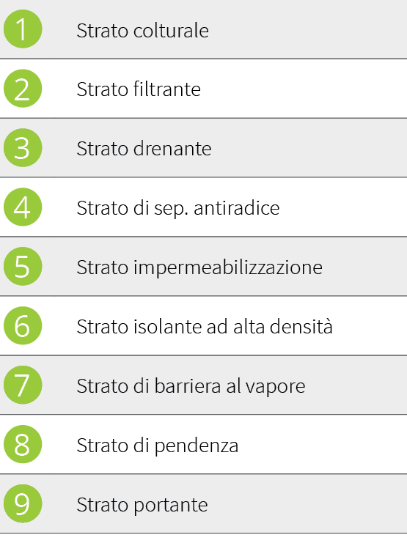 1 Strato colturale
2 Strato filtrante
3 Strato drenante
4 Strato di sep. antiradice
5 Strato impermeabilizzazione
6 Strato isolante ad alta densità
7 Strato di barriera al vapore
8 Strato di pendenza
9 Strato portante